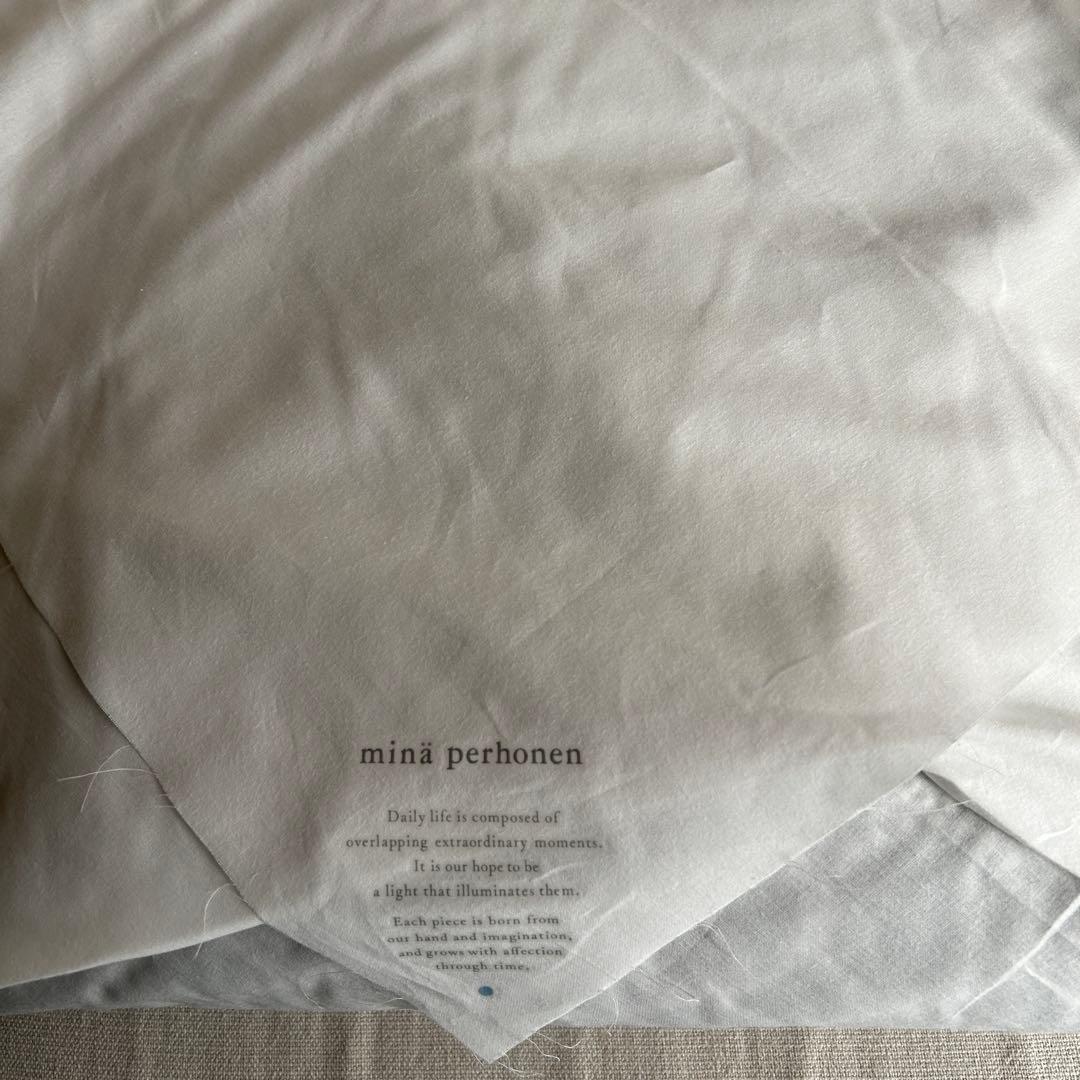 minä perhonen
Daily life is composed of
overlapping extraordinary moments.
It is our hope to be
a light that illuminates them.
Each piece is born from
our hand and imagination,
and grows with affection
through time.